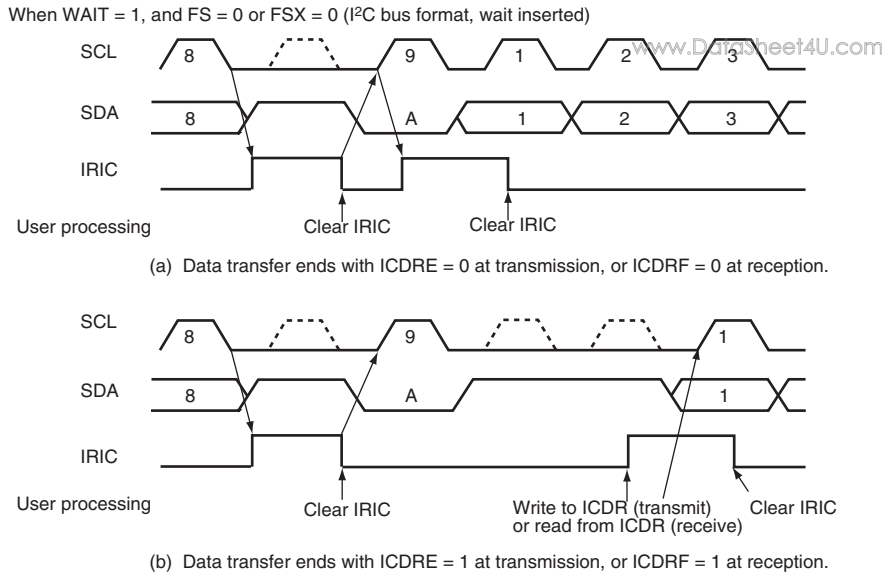 When WAIT = 1, and FS = 0 or FSX = 0 (I²C bus format, wait inserted)
www.DataSheet4U.com
SCL 8 9 1 2 3
SDA 8 A 1 2 3
IRIC
User processing Clear IRIC Clear IRIC
(a) Data transfer ends with ICDRE = 0 at transmission, or ICDRF = 0 at reception.
SCL 8 9 1
SDA 8 A 1
IRIC
User processing Clear IRIC Write to ICDR (transmit) Clear IRIC
or read from ICDR (receive)
(b) Data transfer ends with ICDRE = 1 at transmission, or ICDRF = 1 at reception.